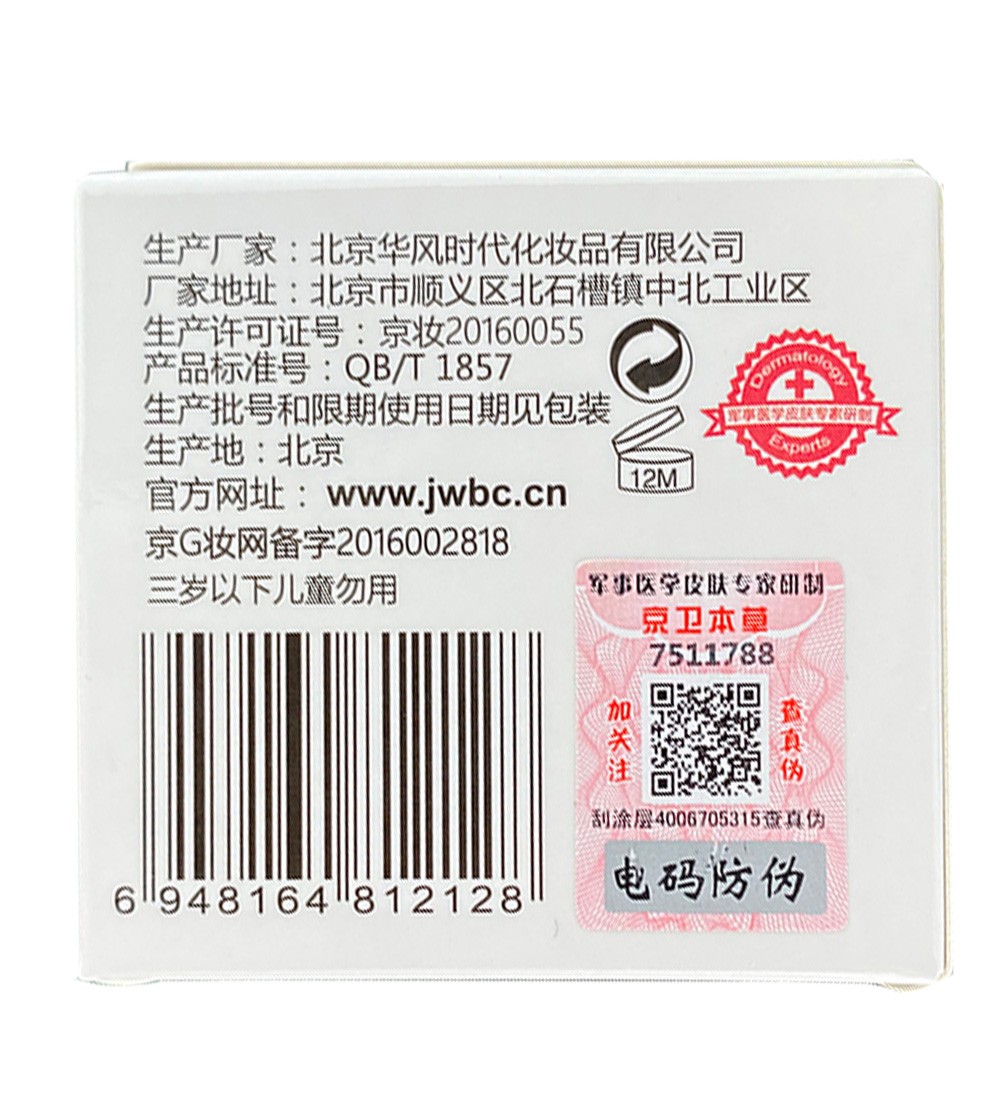 生产厂家：北京华风时代化妆品有限公司
厂家地址：北京市顺义区北石槽镇中北工业区
生产许可证号：京妆20160055
产品标准号：QB/T 1857
生产批号和限期使用日期见包装
生产地：北京
官方网址：www.jwbc.cn
京G妆网备字2016002818
三岁以下儿童勿用
12M
Dermatology
军事医学皮肤专家研制
Experts
军事医学皮肤专家研制
京卫本草
7511788
加关注
查真伪
刮涂层4006705315查真伪
电码防伪
6 948164 812128